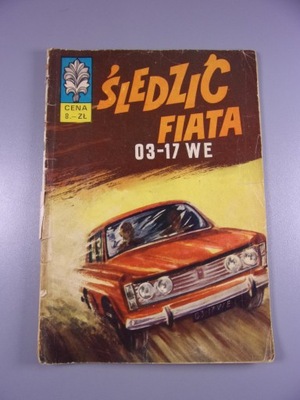 CENA
8.— ZŁ
ŚLEDZIĆ
FIATA
03-17 WE